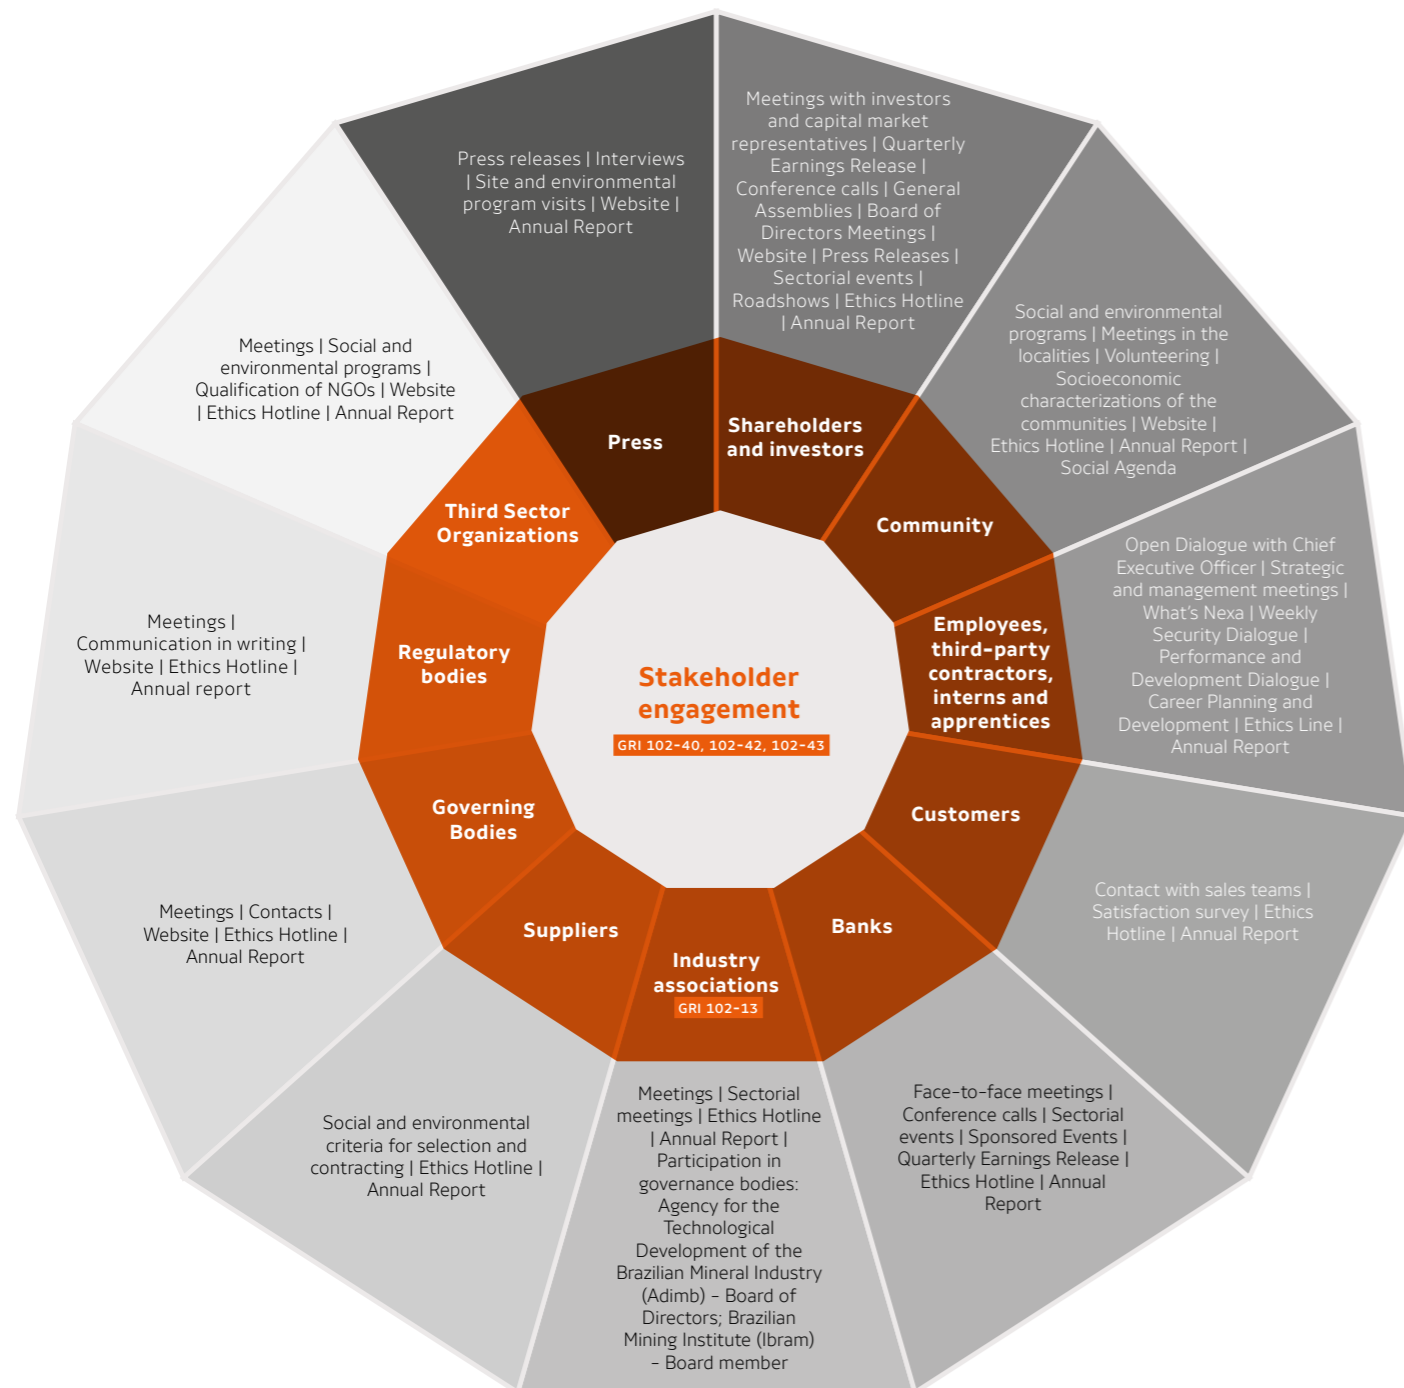 Stakeholder
engagement
GRI 102-40, 102-42, 102-43
Press
Press releases | Interviews
| Site and environmental
program visits | Website |
Annual Report
Shareholders
and investors
Meetings with investors
and capital market
representatives | Quarterly
Earnings Release |
Conference calls | General
Assemblies | Board of
Directors Meetings |
Website | Press Releases |
Sectorial events |
Roadshows | Ethics Hotline
| Annual Report
Community
Social and environmental
programs | Meetings in the
localities | Volunteering |
Socioeconomic
characterizations of the
communities | Website |
Ethics Hotline | Annual Report |
Social Agenda
Employees,
third-party
contractors,
interns and
apprentices
Open Dialogue with Chief
Executive Officer | Strategic
and management meetings |
What’s Nexa | Weekly
Security Dialogue |
Performance and
Development Dialogue |
Career Planning and
Development | Ethics Line |
Annual Report
Customers
Contact with sales teams |
Satisfaction survey | Ethics
Hotline | Annual Report
Banks
Face-to-face meetings |
Conference calls | Sectorial
events | Sponsored Events |
Quarterly Earnings Release |
Ethics Hotline | Annual
Report
Industry
associations
GRI 102-13
Meetings | Sectorial
meetings | Ethics Hotline
| Annual Report |
Participation in
governance bodies:
Agency for the
Technological
Development of the
Brazilian Mineral Industry
(Adimb) - Board of
Directors; Brazilian
Mining Institute (Ibram)
- Board member
Suppliers
Social and environmental
criteria for selection and
contracting | Ethics Hotline |
Annual Report
Governing
Bodies
Meetings | Contacts |
Website | Ethics Hotline |
Annual Report
Regulatory
bodies
Meetings |
Communication in writing |
Website | Ethics Hotline |
Annual report
Third Sector
Organizations
Meetings | Social and
environmental programs |
Qualification of NGOs | Website
| Ethics Hotline | Annual Report